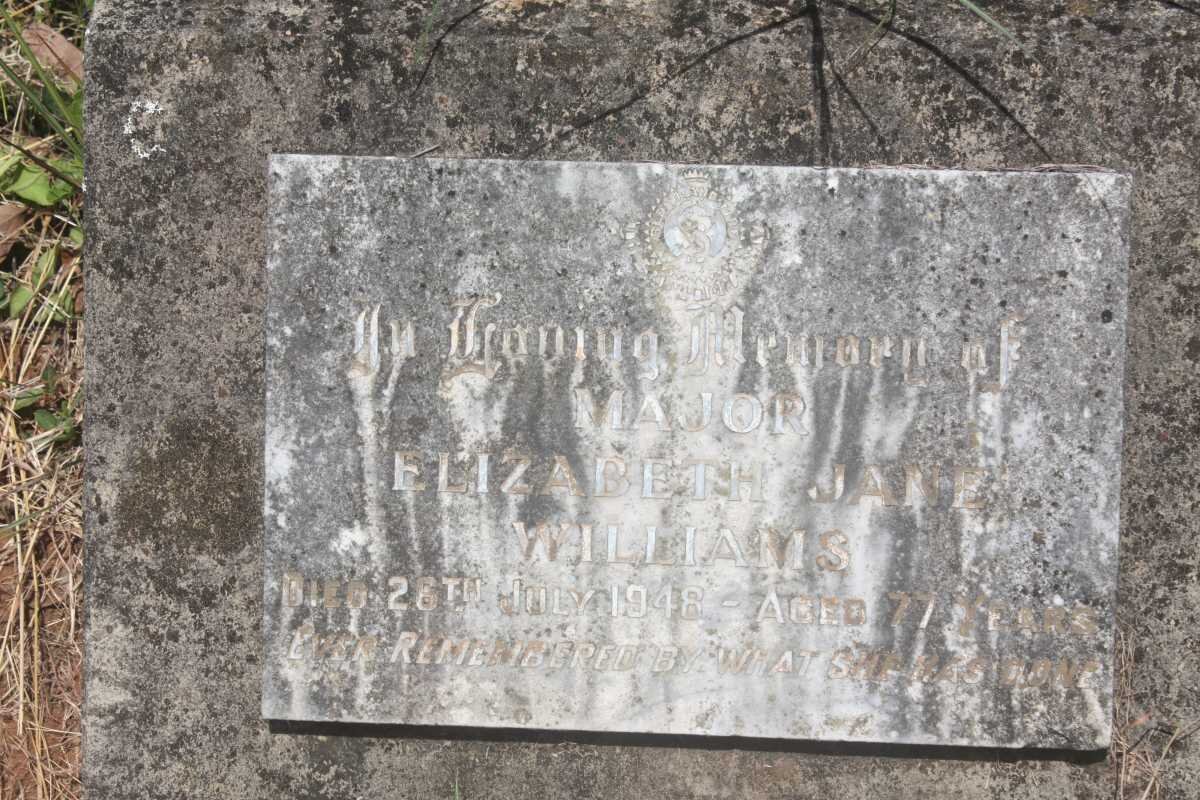 In Loving Memory of
MAJOR
ELIZABETH JANE
WILLIAMS
DIED 26TH JULY 1948 - AGED 77 YEARS
EVER REMEMBERED BY WHAT SHE HAS DONE